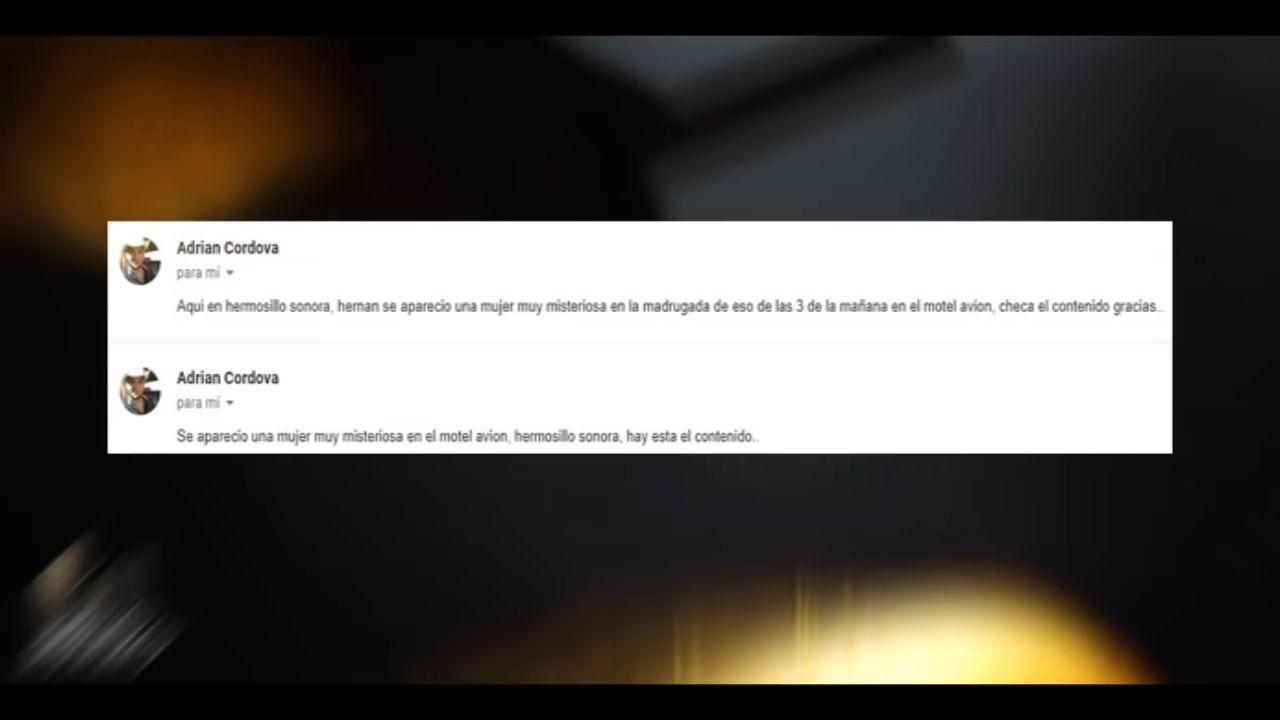 Adrian Cordova
para mí
Aqui en hermosillo sonora, hernan se aparecio una mujer muy misteriosa en la madrugada de eso de las 3 de la mañana en el motel avion, checa el contenido gracias..
Adrian Cordova
para mí
Se aparecio una mujer muy misteriosa en el motel avion, hermosillo sonora, hay esta el contenido..